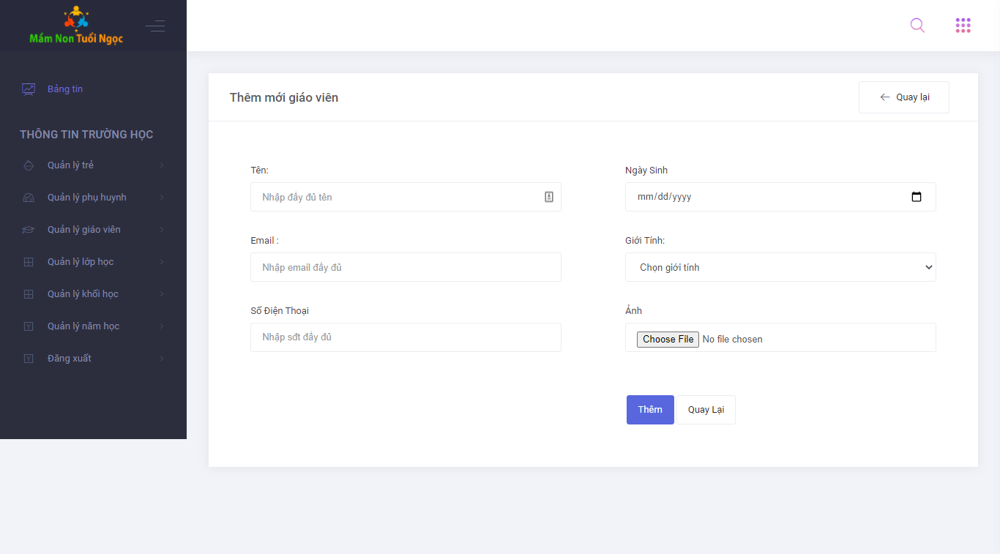 Mầm Non Tuổi Ngọc
Bảng tin
THÔNG TIN TRƯỜNG HỌC
Quản lý trẻ
Quản lý phụ huynh
Quản lý giáo viên
Quản lý lớp học
Quản lý khối học
Quản lý năm học
Đăng xuất
Thêm mới giáo viên
Quay lại
Tên:
Nhập đầy đủ tên
Ngày Sinh
mm/dd/yyyy
Email :
Nhập email đầy đủ
Giới Tính:
Chọn giới tính
Số Điện Thoại
Nhập sđt đầy đủ
Ảnh
Choose File No file chosen
Thêm
Quay Lại